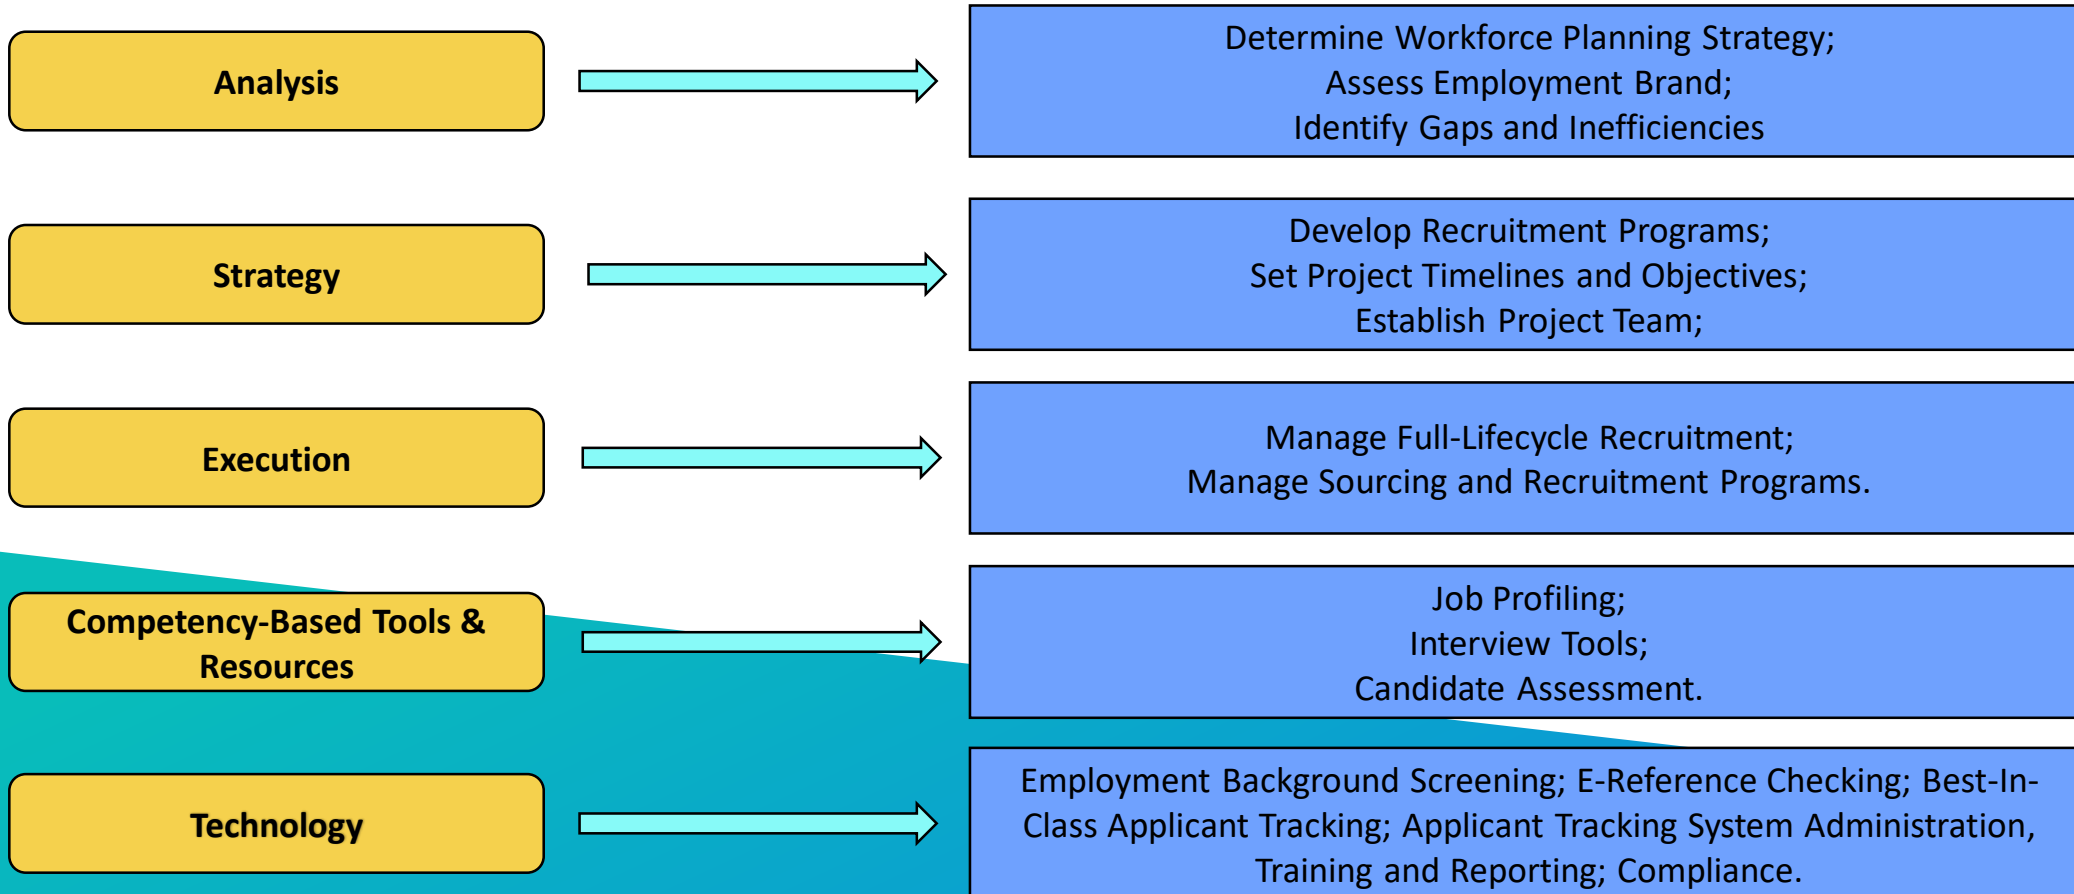 Analysis
Determine Workforce Planning Strategy;
Assess Employment Brand;
Identify Gaps and Inefficiencies
Strategy
Develop Recruitment Programs;
Set Project Timelines and Objectives;
Establish Project Team;
Execution
Manage Full-Lifecycle Recruitment;
Manage Sourcing and Recruitment Programs.
Competency-Based Tools &
Resources
Job Profiling;
Interview Tools;
Candidate Assessment.
Technology
Employment Background Screening; E-Reference Checking; Best-In-
Class Applicant Tracking; Applicant Tracking System Administration,
Training and Reporting; Compliance.